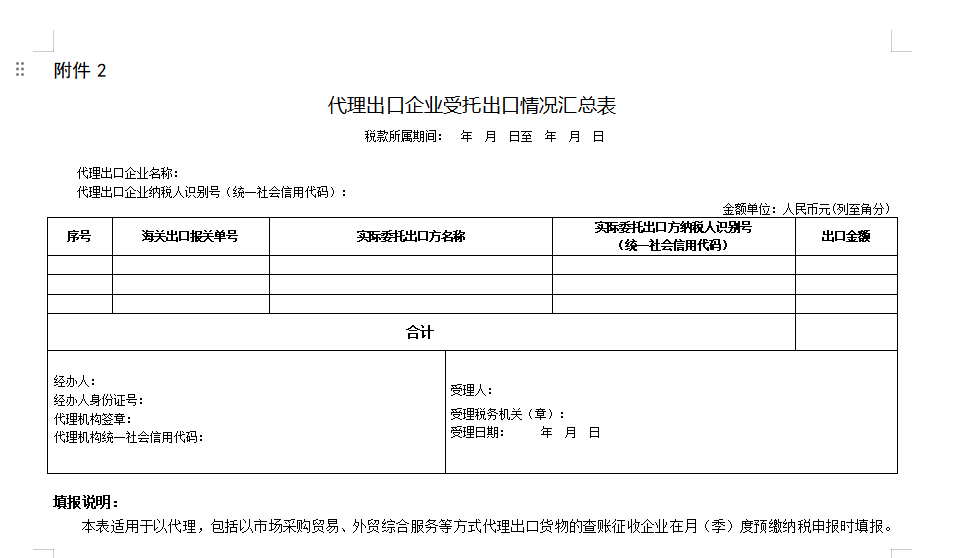 附件 2
代理出口企业受托出口情况汇总表
税款所属期间： 年 月 日至 年 月 日
代理出口企业名称：
代理出口企业纳税人识别号（统一社会信用代码）：
金额单位：人民币元(列至角分)
序号 海关出口报关单号 实际委托出口方名称 实际委托出口方纳税人识别号 出口金额
（统一社会信用代码）
合计
经办人：
经办人身份证号：
代理机构签章：
代理机构统一社会信用代码：
受理人：
受理税务机关（章）：
受理日期： 年 月 日
填报说明：
本表适用于以代理，包括以市场采购贸易、外贸综合服务等方式代理出口货物的查账征收企业在月（季）度预缴纳税申报时填报。